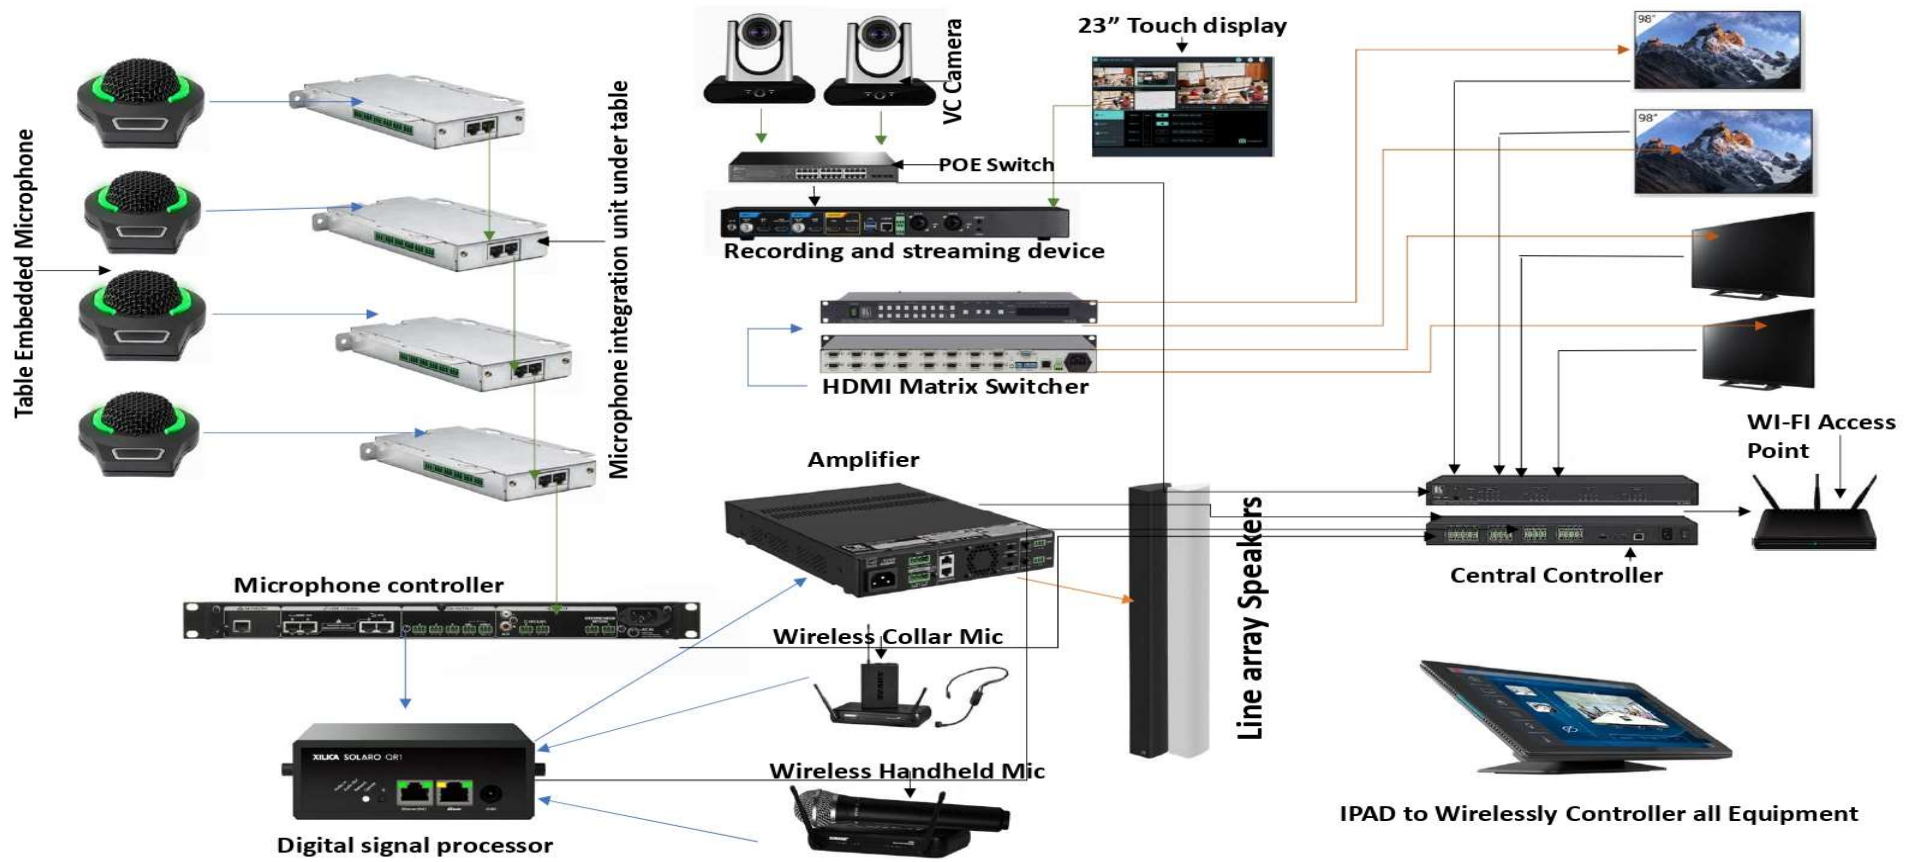 23” Touch display
98"
98"
VC Camera
POE Switch
Recording and streaming device
Table Embedded Microphone
Microphone integration unit under table
HDMI Matrix Switcher
WI-FI Access
Point
Amplifier
Line array Speakers
Central Controller
Microphone controller
Wireless Collar Mic
SHURE
XILICA SOLARO QR1
Wireless Handheld Mic
IPAD to Wirelessly Controller all Equipment
Digital signal processor